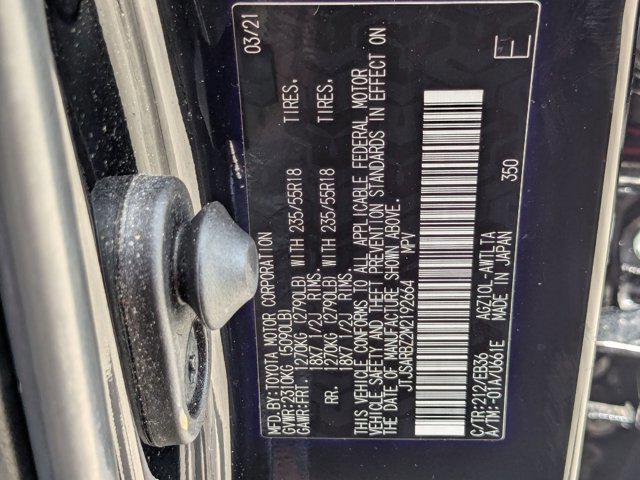 MFD.BY:TOYOTA MOTOR CORPORATION 03/21
GVWR:2310KG (5090LB)
GAWR:FRT. 1270KG (2790LB) WITH 235/55R18 TIRES,
18X7 1/2J RIMS.
RR. 1270KG (2790LB) WITH 235/55R18 TIRES,
18X7 1/2J RIMS.
THIS VEHICLE CONFORMS TO ALL APPLICABLE FEDERAL MOTOR
VEHICLE SAFETY AND THEFT PREVENTION STANDARDS IN EFFECT ON
THE DATE OF MANUFACTURE SHOWN ABOVE.
JTJSARBZ2M2192664 MPV
C/TR:212/EB36 AGZ10L-AWTLTA 350
A/TM:-01A/U661E MADE IN JAPAN
E